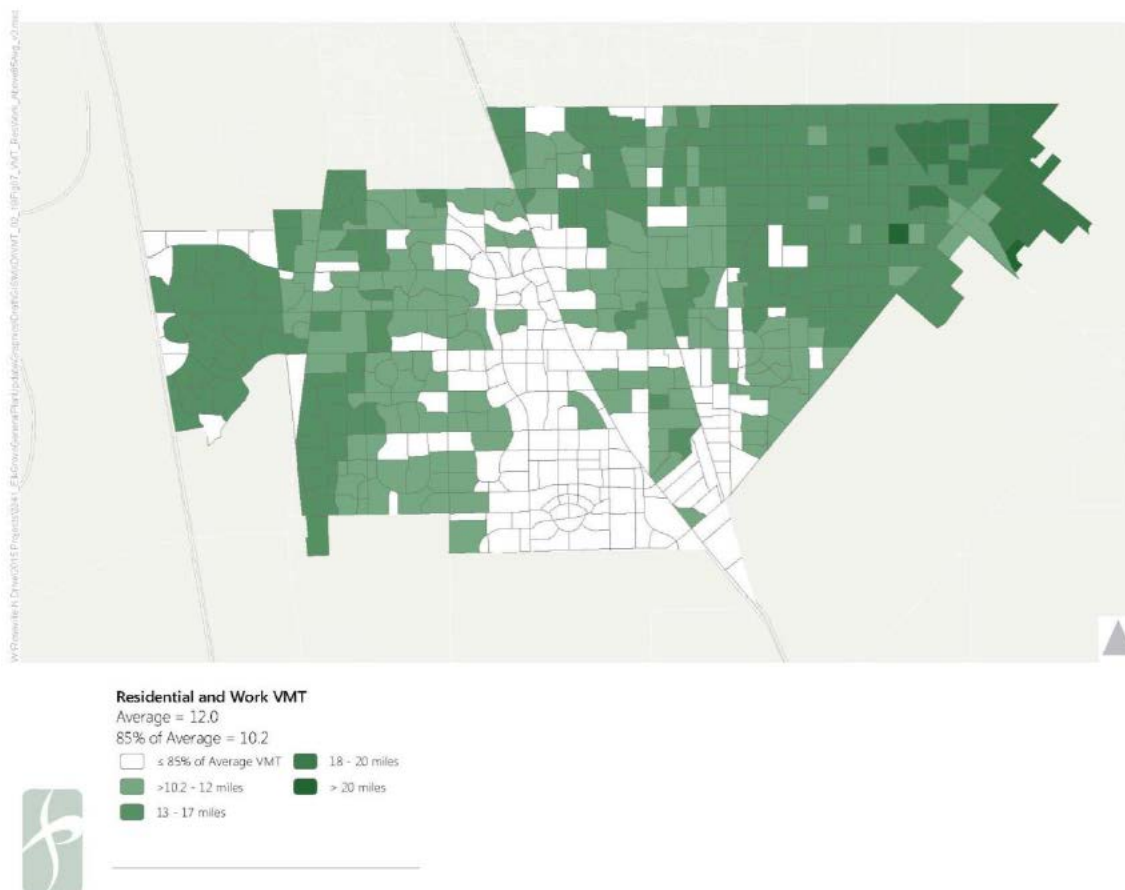 Residential and Work VMT
Average = 12.0
85% of Average = 10.2
≤ 85% of Average VMT
>10.2 - 12 miles
13 - 17 miles
18 - 20 miles
> 20 miles